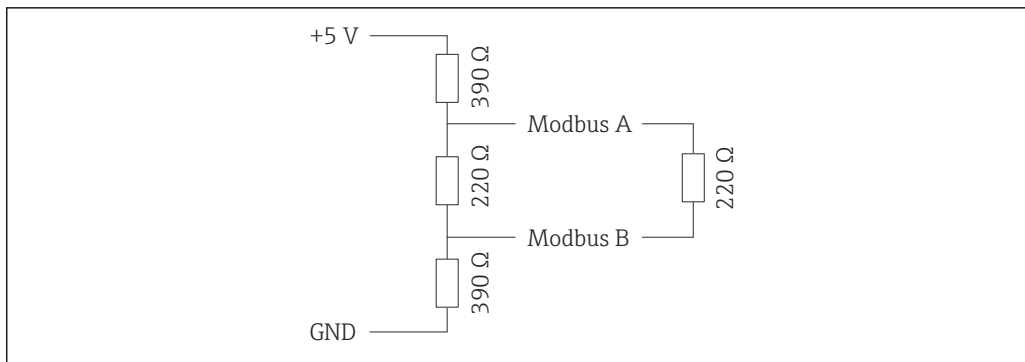 +5 V
390 Ω
Modbus A
220 Ω
220 Ω
Modbus B
390 Ω
GND